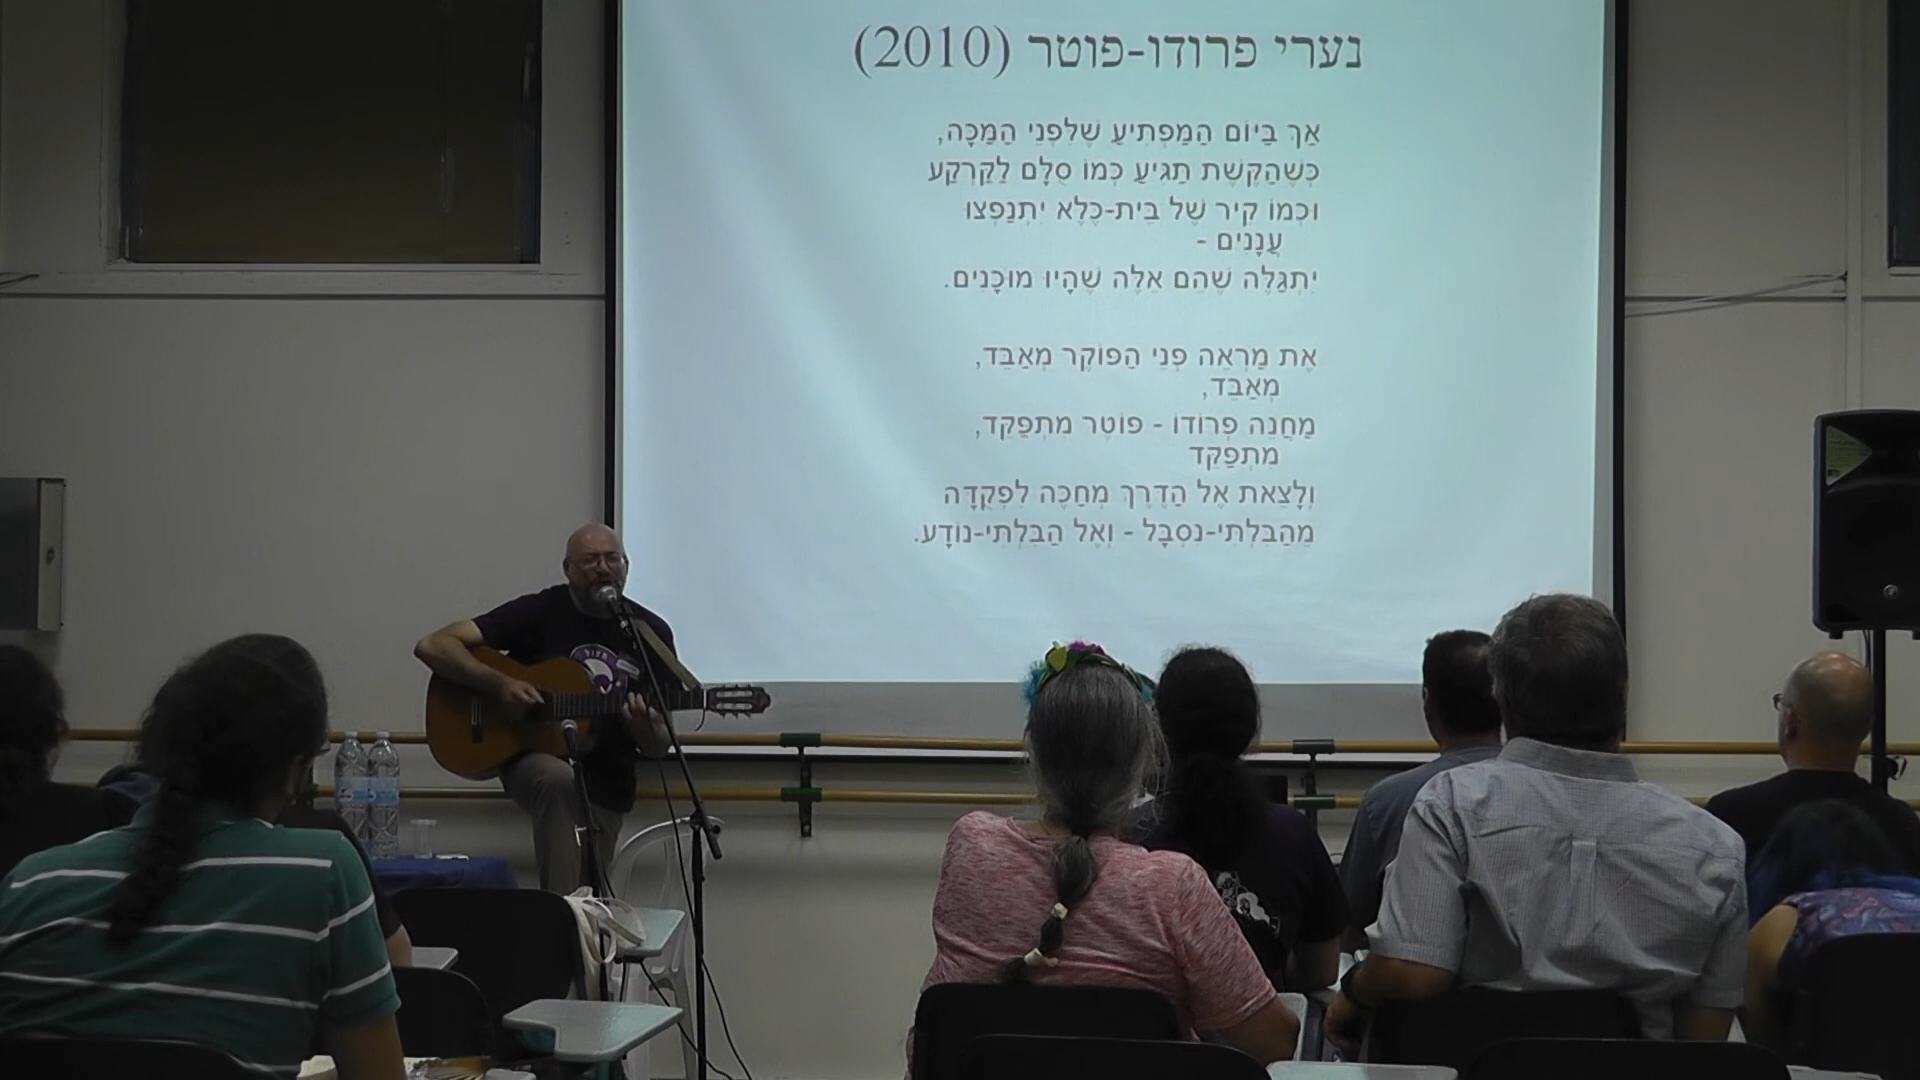 נערי פרודו-פוטר (2010)
אַךְ בַּיּוֹם הַמַּפְתִּיעַ שֶׁלִּפְנֵי הַמַּכָּה,
כְּשֶׁהַקֶּשֶׁת תַּגִּיעַ כְּמוֹ סֻלָּם לַקַּרְקַע
וּכְמוֹ קִיר שֶׁל בֵּית-כֶּלֶא יִתְנַפְּצוּ
עֲנָנִים -
יִתְגַּלֶּה שֶׁהֵם אֵלֶּה שֶׁהָיוּ מוּכָנִים.
אֶת מַרְאֵה פְּנֵי הַפּוֹקֶר מְאַבֵּד,
מְאַבֵּד,
מַחֲנֵה פְרוֹדוֹ - פּוֹטֶר מִתְפַּקֵּד,
מִתְפַּקֵּד
וְלָצֵאת אֶל הַדֶּרֶךְ מְחַכֶּה לִפְקֻדָּה
מֵהַבִּלְתִּי-נִסְבָּל - וְאֶל הַבִּלְתִּי-נוֹדָע.